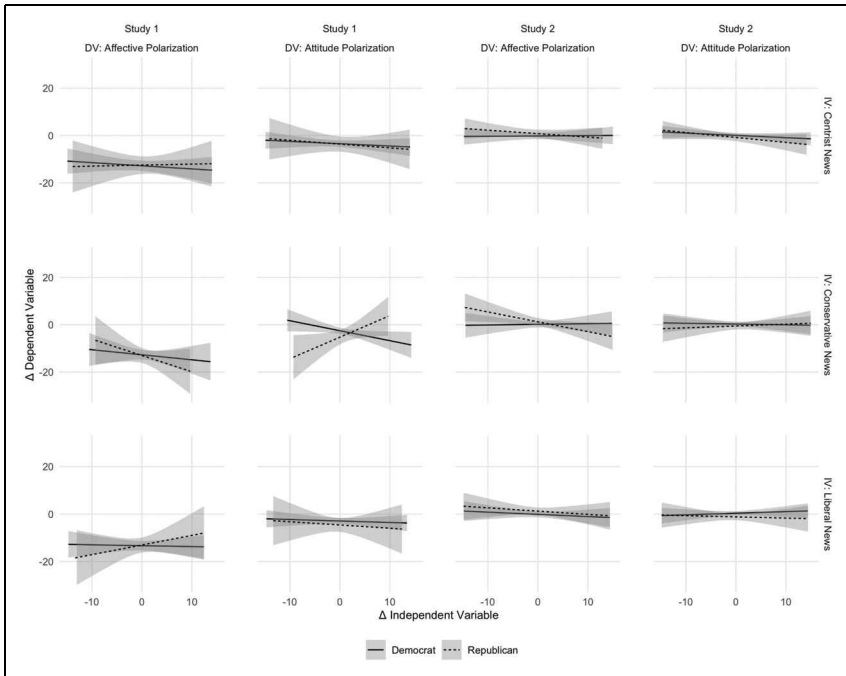 Study 1
Study 1
Study 2
Study 2
DV: Affective Polarization
DV: Attitude Polarization
DV: Affective Polarization
DV: Attitude Polarization
20
0
-20
IV: Centrist News
Δ Dependent Variable
20
0
-20
IV: Conservative News
20
0
-20
IV: Liberal News
-10 0 10
-10 0 10
-10 0 10
-10 0 10
Δ Independent Variable
Democrat
Republican